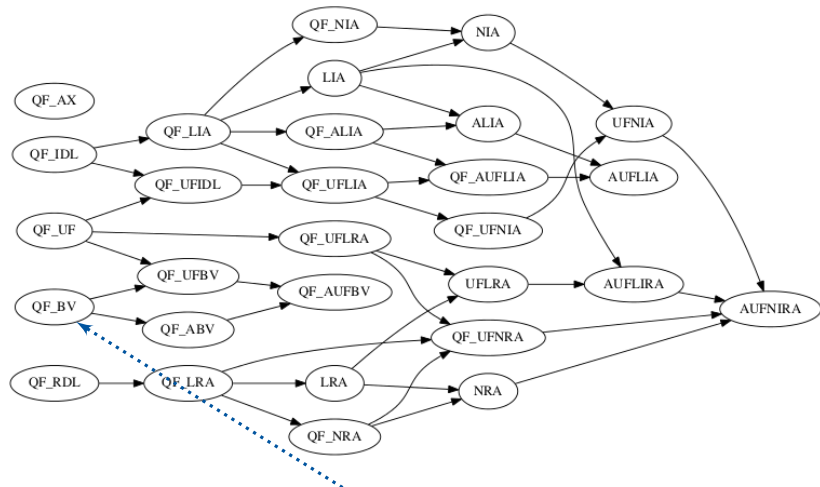 QF_NIA
NIA
LIA
QF_AX
QF_LIA
QF_ALIA
ALIA
UFNIA
QF_IDL
QF_UFIDL
QF_UFLIA
QF_AUFLIA
AUFLIA
QF_UF
QF_UFLRA
QF_UFNIA
QF_UFBV
QF_AUFBV
UFLRA
AUFLIRA
QF_BV
QF_ABV
QF_UFNRA
AUFNIRA
QF_RDL
QF_LRA
LRA
NRA
QF_NRA